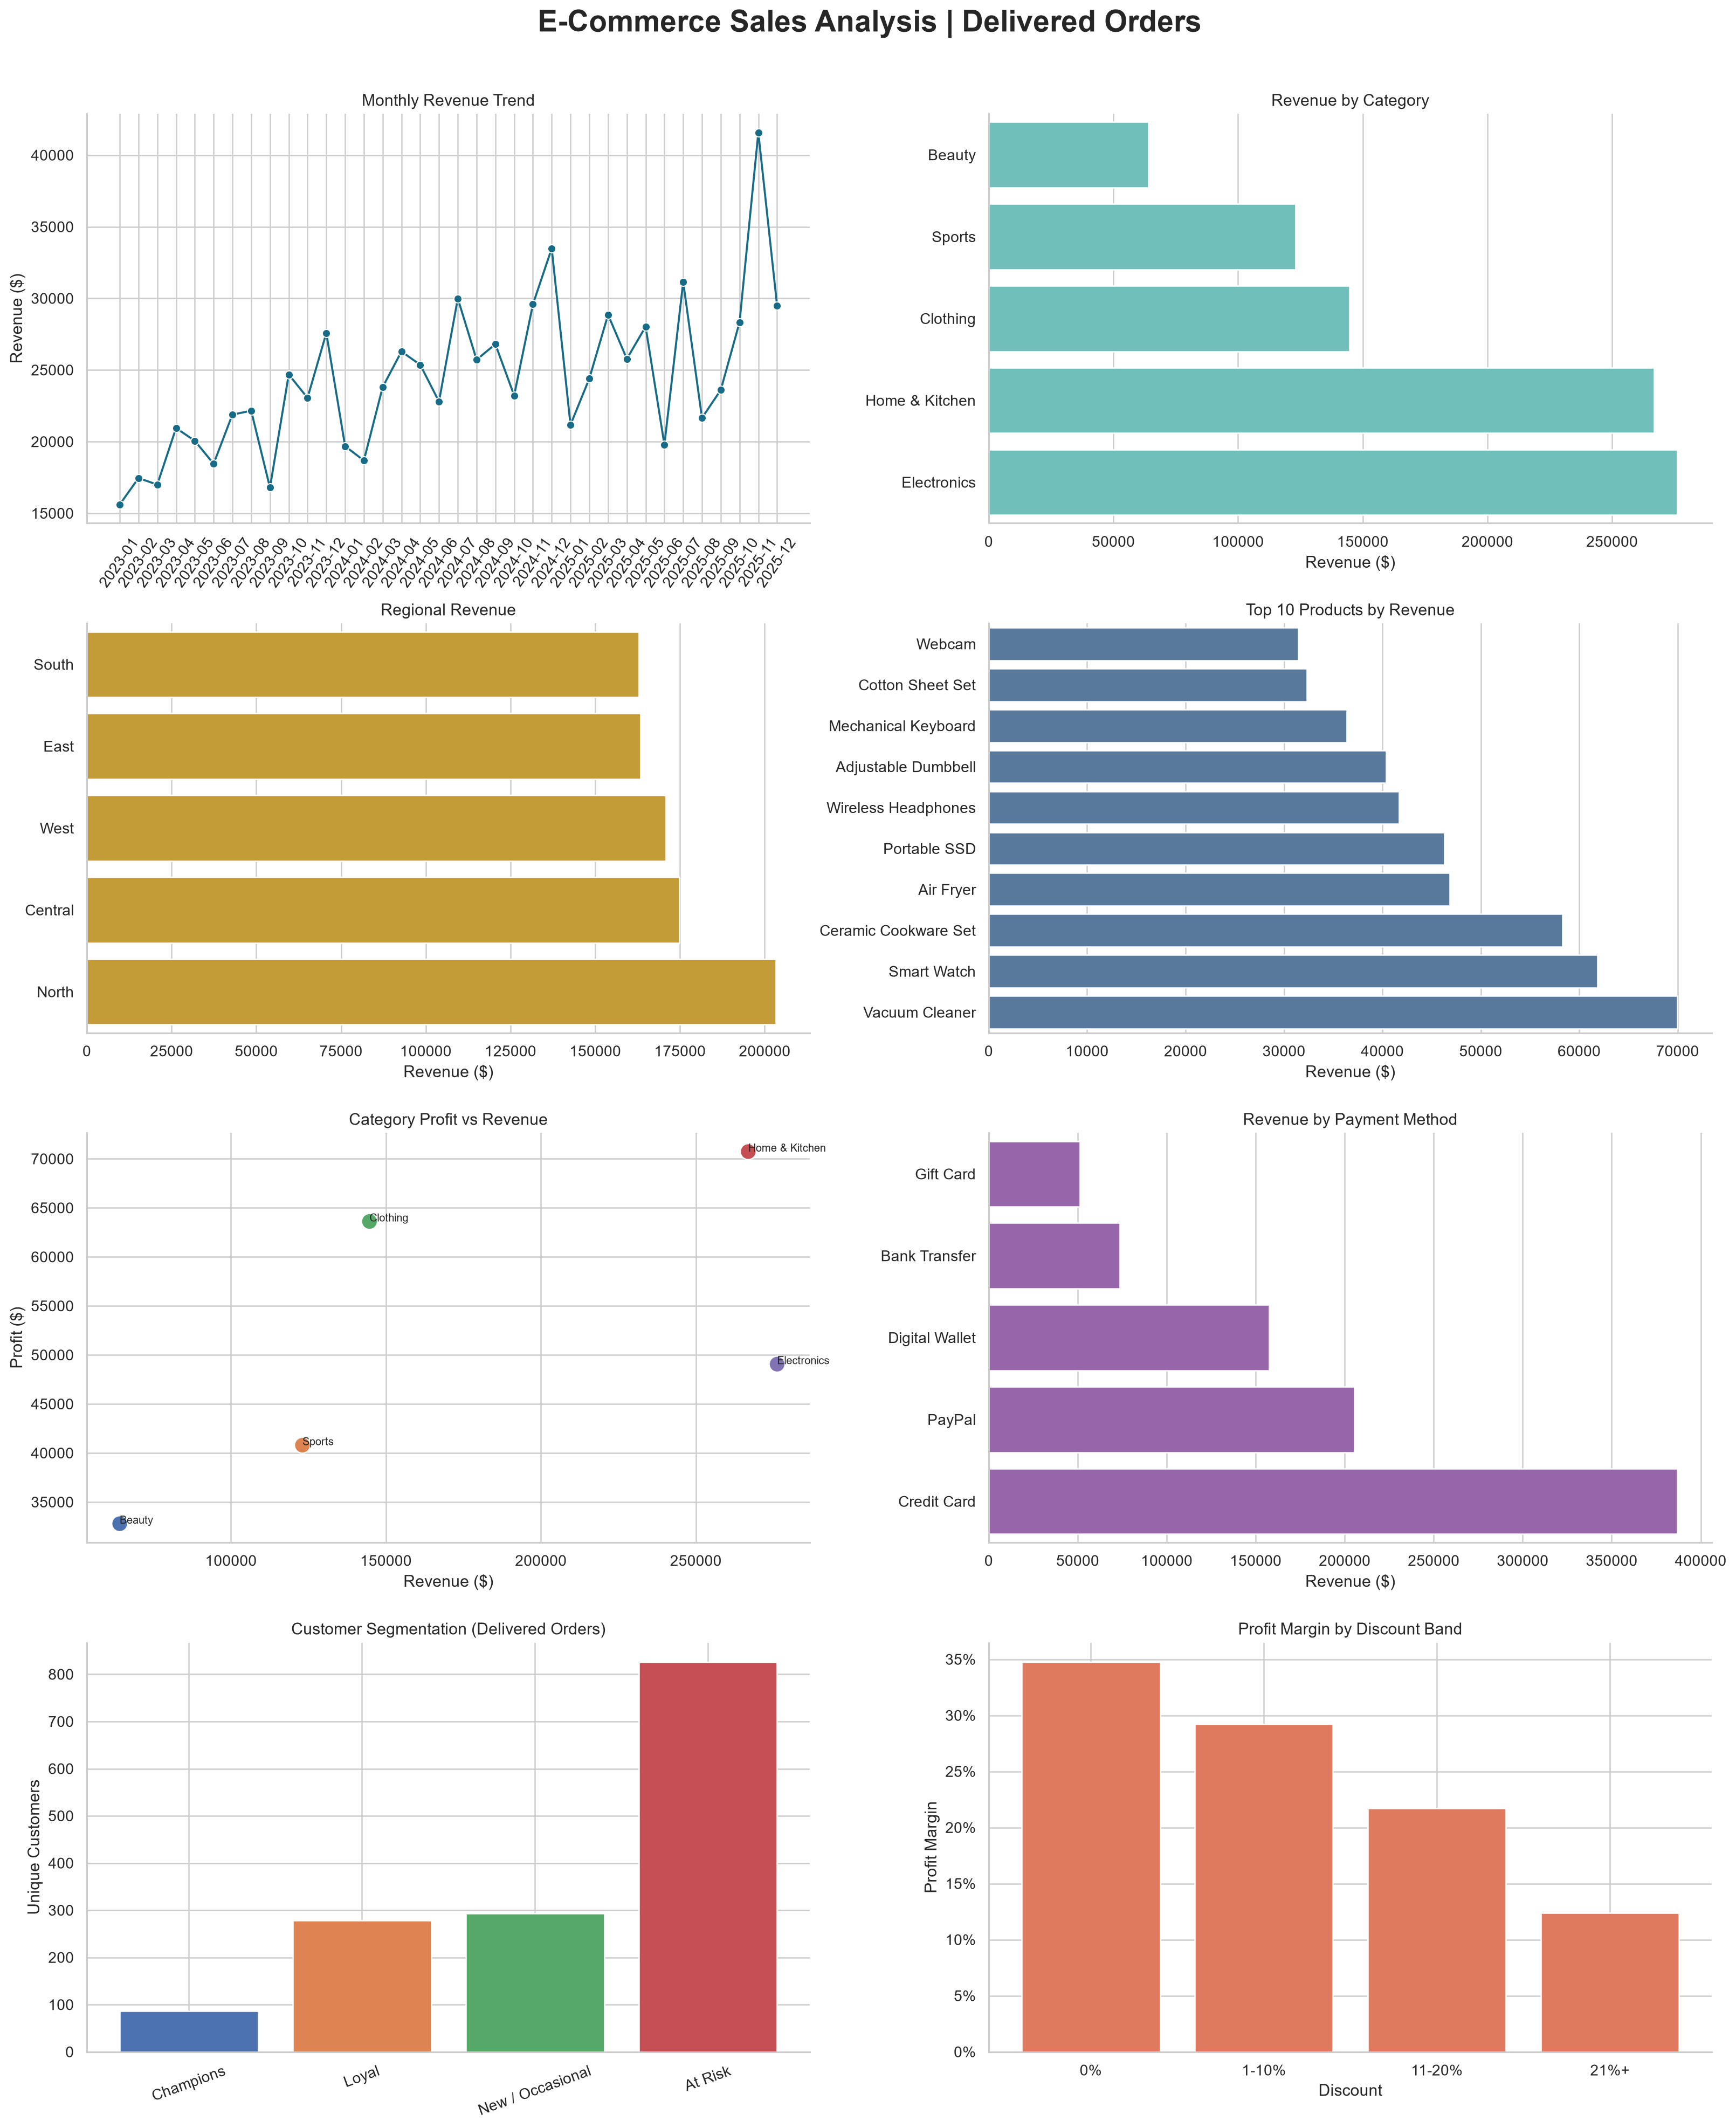 E-Commerce Sales Analysis | Delivered Orders
Monthly Revenue Trend
Revenue ($)
40000
35000
30000
25000
20000
15000
2023-01
2023-02
2023-03
2023-04
2023-05
2023-06
2023-07
2023-08
2023-09
2023-10
2023-11
2023-12
2024-01
2024-02
2024-03
2024-04
2024-05
2024-06
2024-07
2024-08
2024-09
2024-10
2024-11
2024-12
2025-01
2025-02
2025-03
2025-04
2025-05
2025-06
2025-07
2025-08
2025-09
2025-10
2025-11
2025-12
Revenue by Category
Beauty
Sports
Clothing
Home & Kitchen
Electronics
0 50000 100000 150000 200000 250000
Revenue ($)
Regional Revenue
South
East
West
Central
North
0 25000 50000 75000 100000 125000 150000 175000 200000
Revenue ($)
Top 10 Products by Revenue
Webcam
Cotton Sheet Set
Mechanical Keyboard
Adjustable Dumbbell
Wireless Headphones
Portable SSD
Air Fryer
Ceramic Cookware Set
Smart Watch
Vacuum Cleaner
0 10000 20000 30000 40000 50000 60000 70000
Revenue ($)
Category Profit vs Revenue
Profit ($)
70000
65000
60000
55000
50000
45000
40000
35000
Home & Kitchen
Clothing
Electronics
Sports
Beauty
100000 150000 200000 250000
Revenue ($)
Revenue by Payment Method
Gift Card
Bank Transfer
Digital Wallet
PayPal
Credit Card
0 50000 100000 150000 200000 250000 300000 350000 400000
Revenue ($)
Customer Segmentation (Delivered Orders)
Unique Customers
800
700
600
500
400
300
200
100
0
Champions
Loyal
New / Occasional
At Risk
Profit Margin by Discount Band
Profit Margin
35%
30%
25%
20%
15%
10%
5%
0%
0% 1-10% 11-20% 21%+
Discount